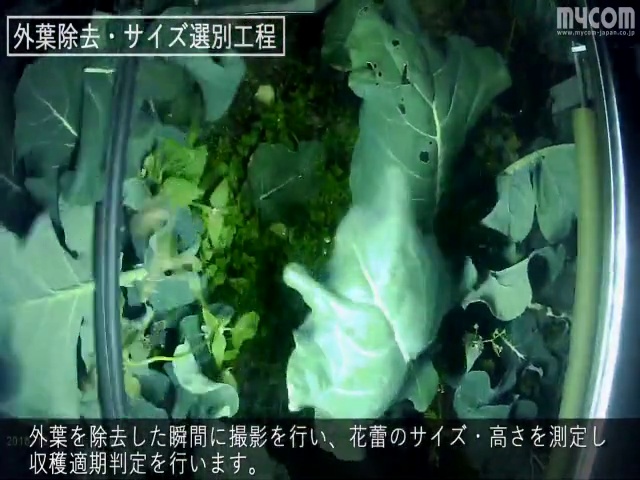 外葉除去・サイズ選別工程
mycom
www.mycom-japan.co.jp
外葉を除去した瞬間に撮影を行い、花蕾のサイズ・高さを測定し
収穫適期判定を行います。